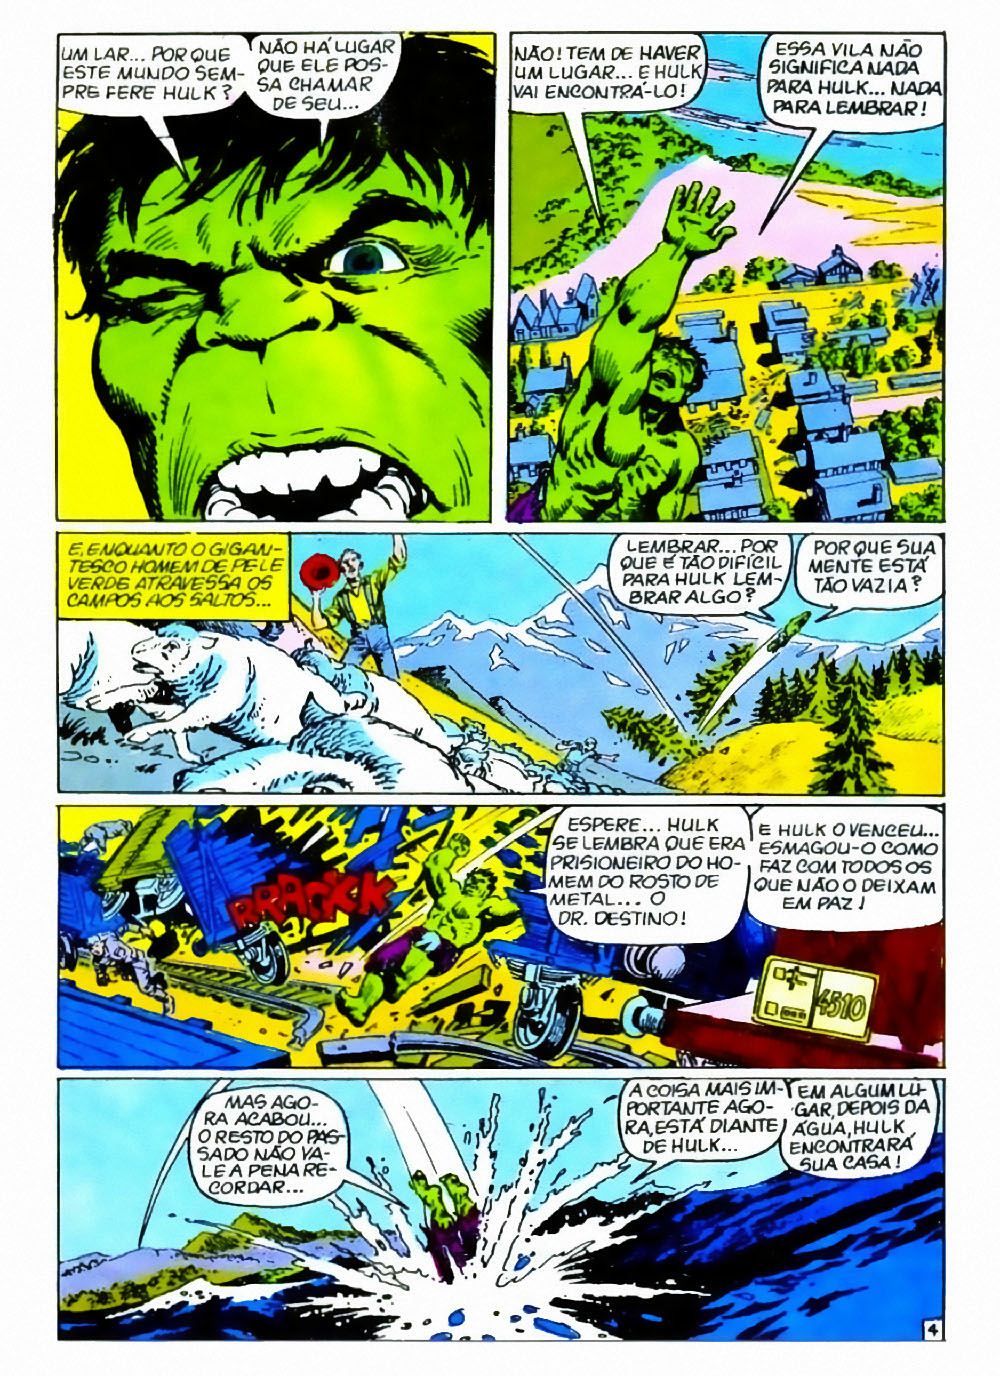 UM LAR... POR QUE
ESTE MUNDO SEM-
PRE FERE HULK?
NÃO HÁ LUGAR
QUE ELE POS-
SA CHAMAR
DE SEU...
NÃO! TEM DE HAVER
UM LUGAR... E HULK
VAI ENCONTRÁ-LO!
ESSA VILA NÃO
SIGNIFICA NADA
PARA HULK... NADA
PARA LEMBRAR!
E, ENQUANTO O GIGAN-
TESCO HOMEM DE PELE
VERDE ATRAVESSA OS
CAMPOS AOS SALTOS...
LEMBRAR... POR
QUE É TÃO DIFÍCIL
PARA HULK LEM-
BRAR ALGO?
POR QUE SUA
MENTE ESTÁ
TÃO VAZIA?
RRACKK
ESPERE... HULK
SE LEMBRA QUE ERA
PRISIONEIRO DO HO-
MEM DO ROSTO DE
METAL... O
DR. DESTINO!
E HULK O VENCEU...
ESMAGOU-O COMO
FAZ COM TODOS OS
QUE NÃO O DEIXAM
EM PAZ!
4510
MAS AGO-
RA ACABOU...
O RESTO DO PAS-
SADO NÃO VA-
LE A PENA RE-
CORDAR...
A COISA MAIS IM-
PORTANTE AGO-
RA, ESTÁ DIANTE
DE HULK...
EM ALGUM LU-
GAR, DEPOIS DA
ÁGUA, HULK
ENCONTRARÁ
SUA CASA!
4